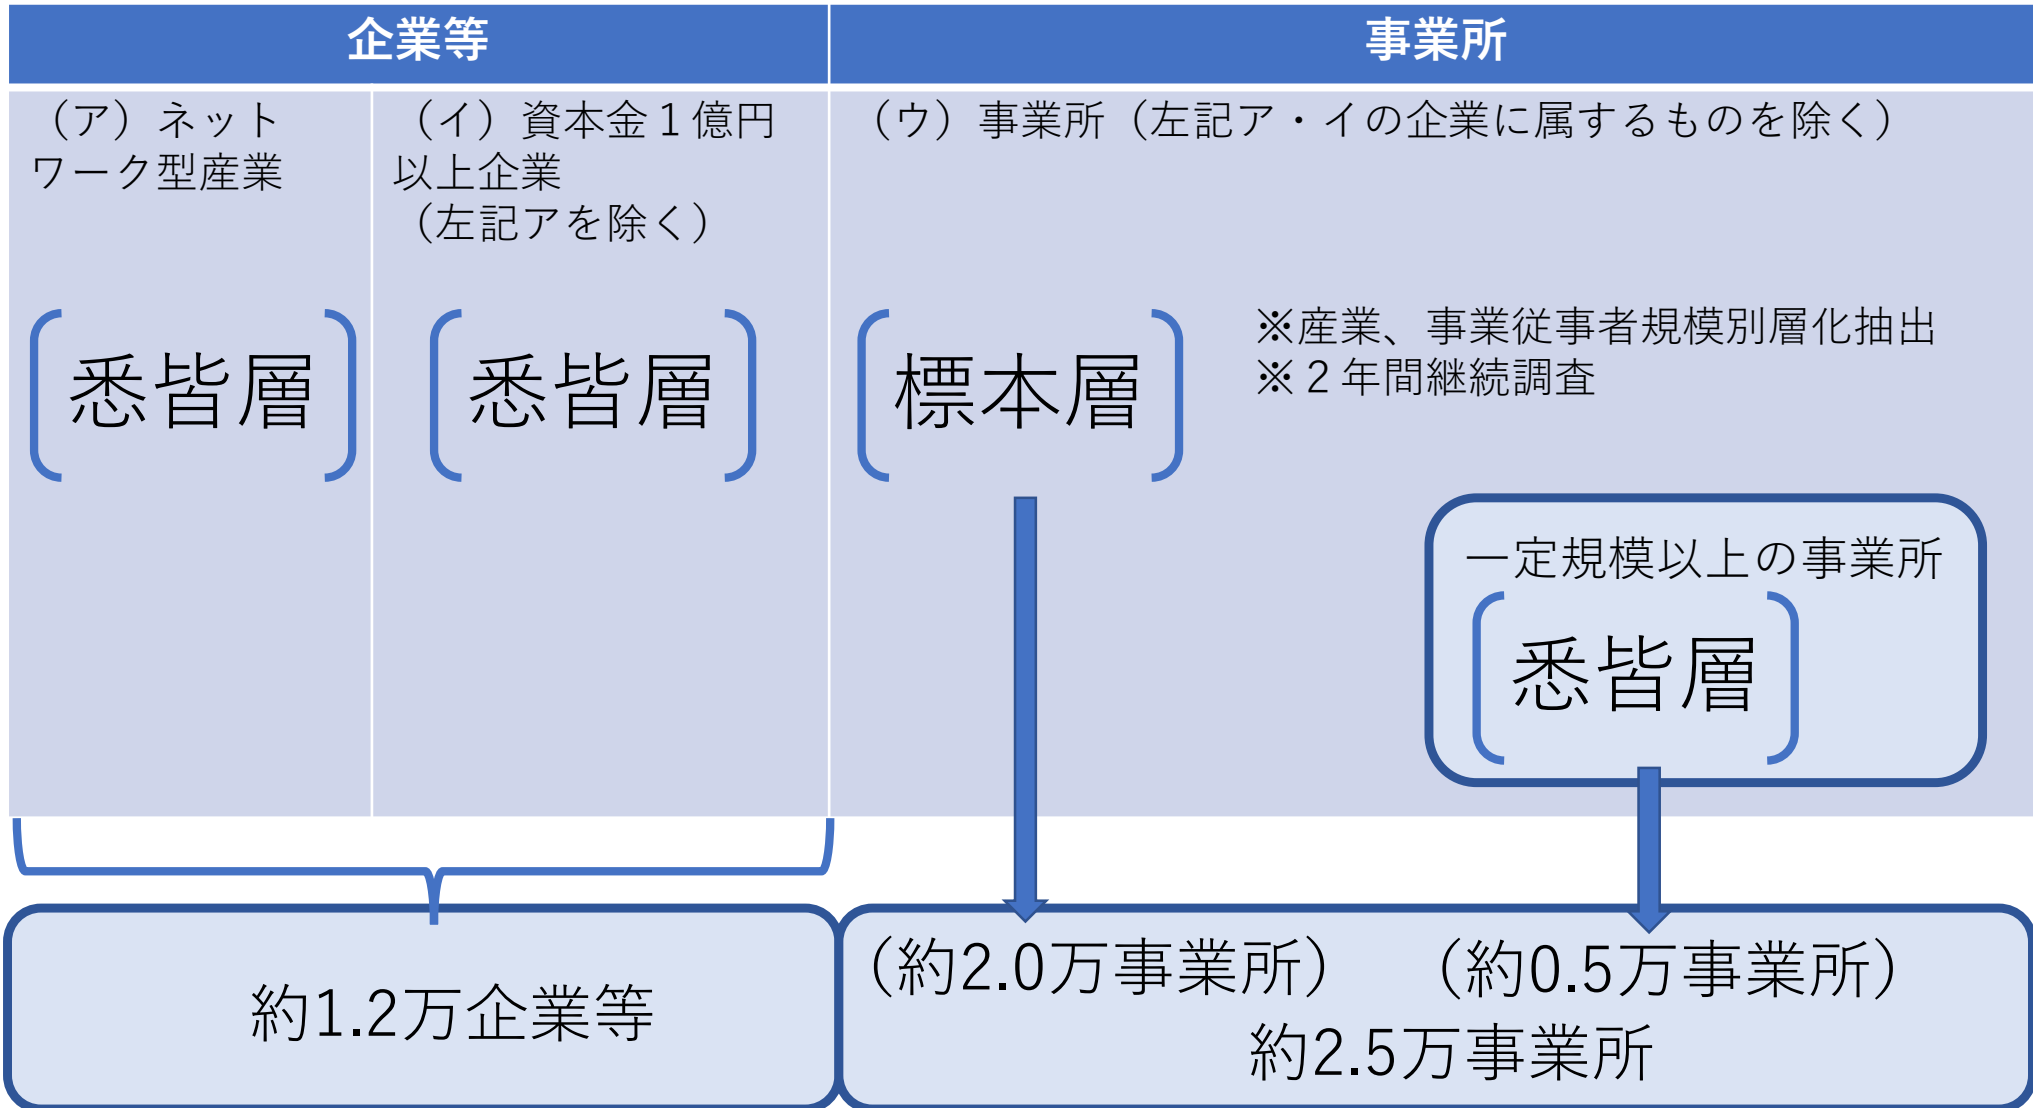 企業等
事業所
（ア）ネット
ワーク型産業
（イ）資本金１億円
以上企業
（左記アを除く）
（ウ）事業所（左記ア・イの企業に属するものを除く）
悉皆層
悉皆層
標本層
※産業、事業従事者規模別層化抽出
※２年間継続調査
一定規模以上の事業所
悉皆層
約1.2万企業等
（約2.0万事業所）
（約0.5万事業所）
約2.5万事業所